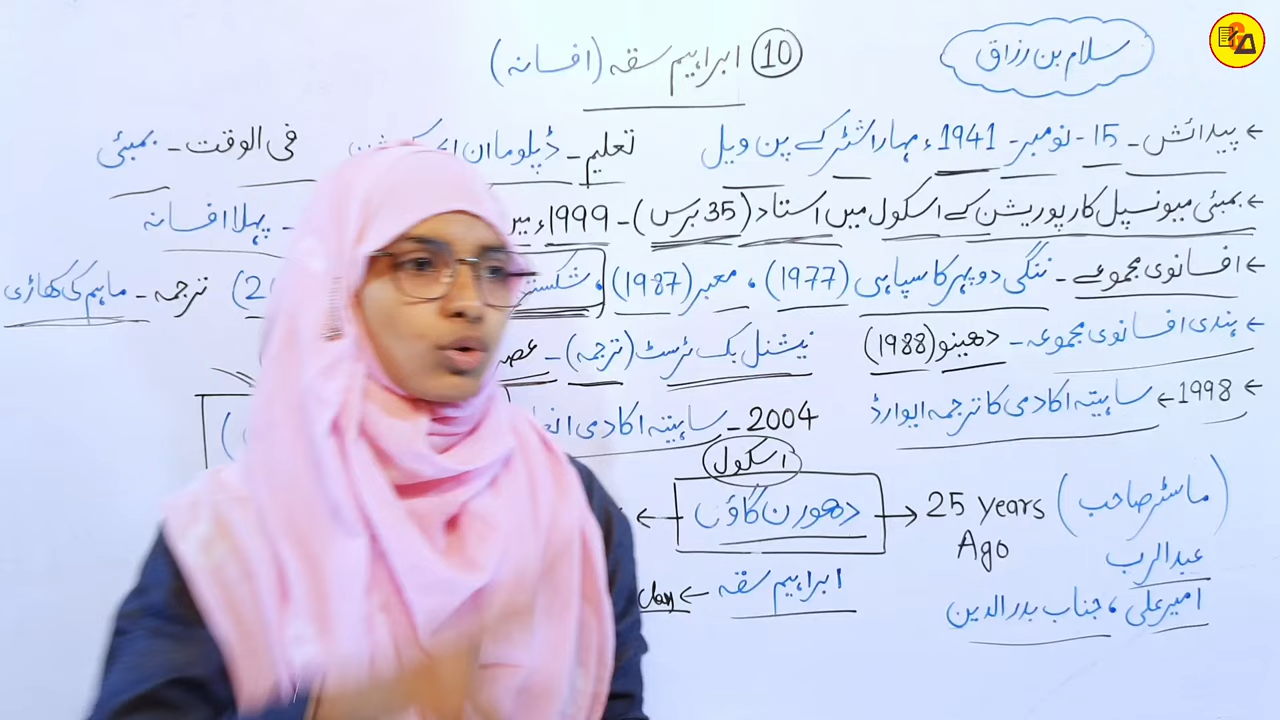 سلام بن رزاق
10 ابراہیم سقہ (افسانہ)
← پیدائش - 15 - نومبر - 1941ء مہاراشٹر کے پن ویل تعلیم - ڈپلوما ان فی الوقت - بمبئی
← بمبئی میونسپل کارپوریشن کے اسکول میں استاد (35 برس) - 1999ء میں - پہلا افسانہ
← افسانوی مجموعے - ننگی دوپہر کا سپاہی (1977) ، معبر (1987) ، شکستہ ترجمہ - ماہم کی کھاڑی
← ہندی افسانوی مجموعہ - دھینو (1988) نیشنل بک ٹرسٹ (ترجمہ) -
← 1998 ← ساہتیہ اکادمی کا ترجمہ ایوارڈ 2004 - ساہتیہ اکادمی
اسکول
(ماسٹر صاحب) 25 years Ago ← دھورن گاؤں →
عبدالرب
ابراہیم سقہ ←
امیر علی ، جناب بدرالدین